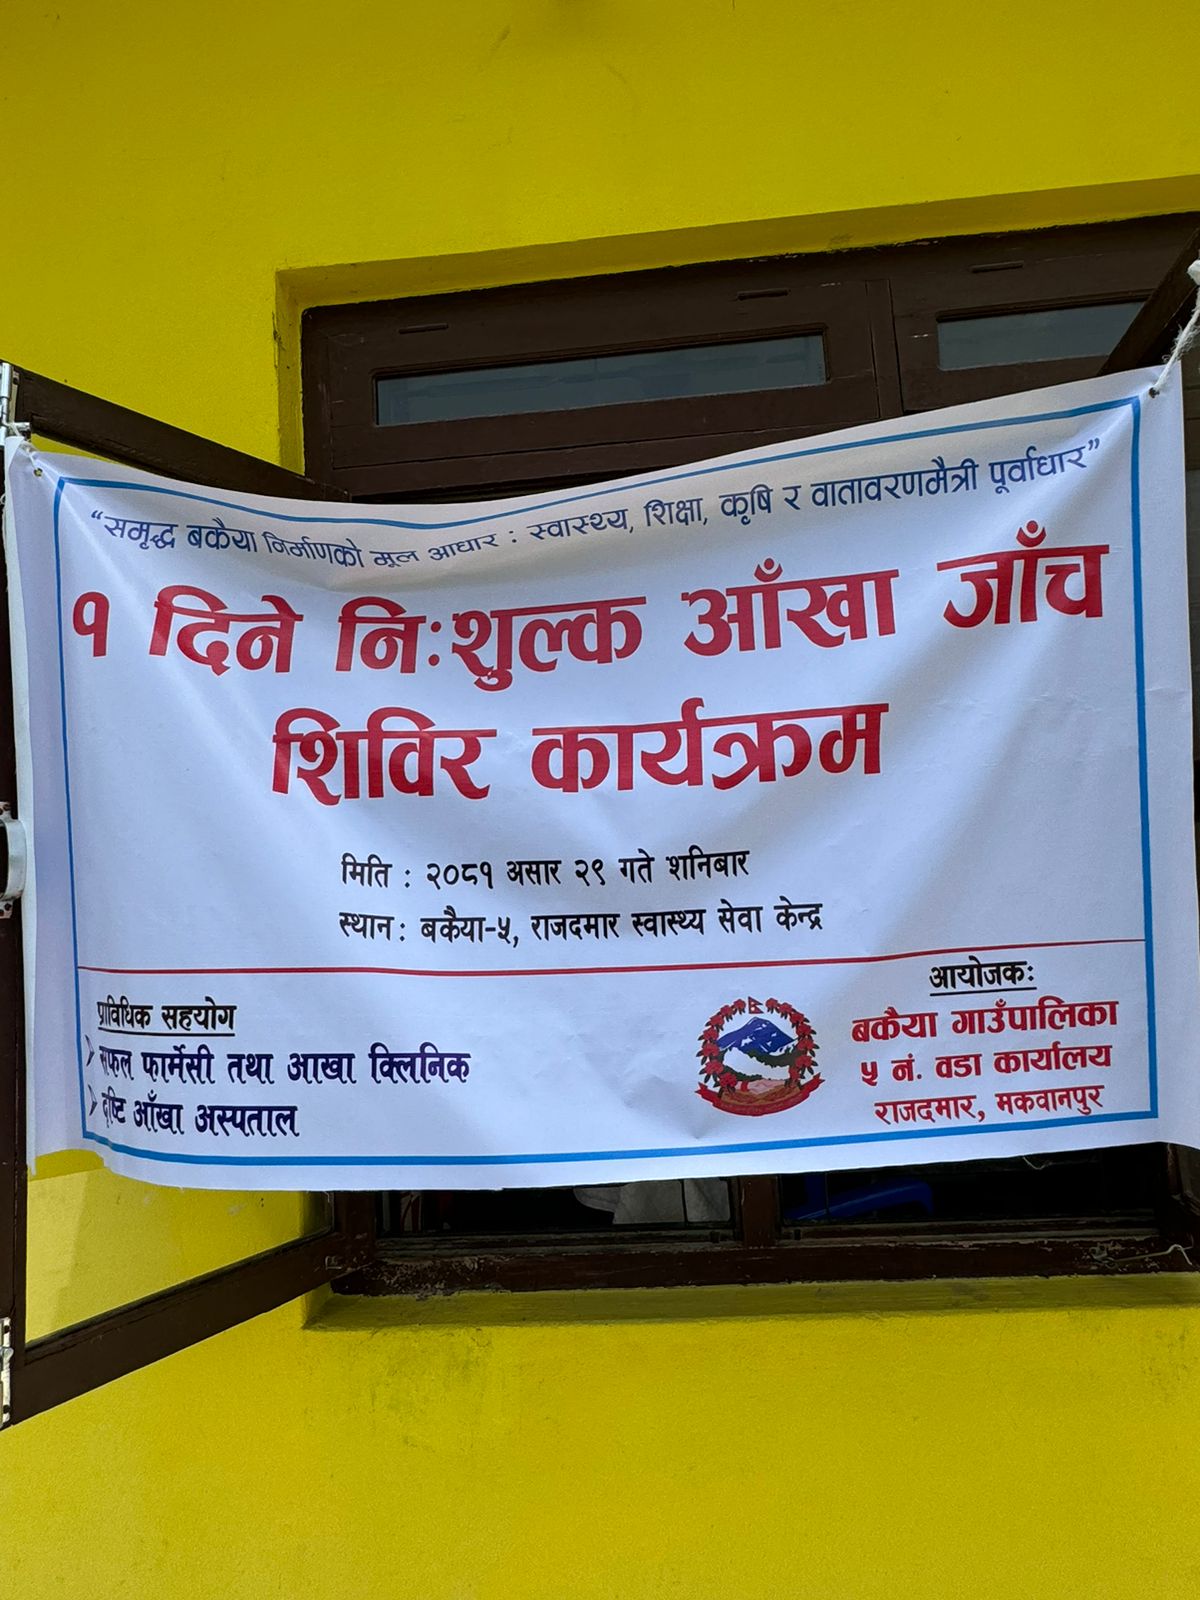 “समृद्ध बकैया निर्माणको मूल आधार : स्वास्थ्य, शिक्षा, कृषि र वातावरणमैत्री पूर्वाधार”
१ दिने निःशुल्क आँखा जाँच
शिविर कार्यक्रम
मिति : २०८१ असार २९ गते शनिबार
स्थान : बकैया-५, राजदमार स्वास्थ्य सेवा केन्द्र
प्राविधिक सहयोग
सफल फार्मेसी तथा आखा क्लिनिक
दृष्टि आँखा अस्पताल
आयोजकः
बकैया गाउँपालिका
५ नं. वडा कार्यालय
राजदमार, मकवानपुर